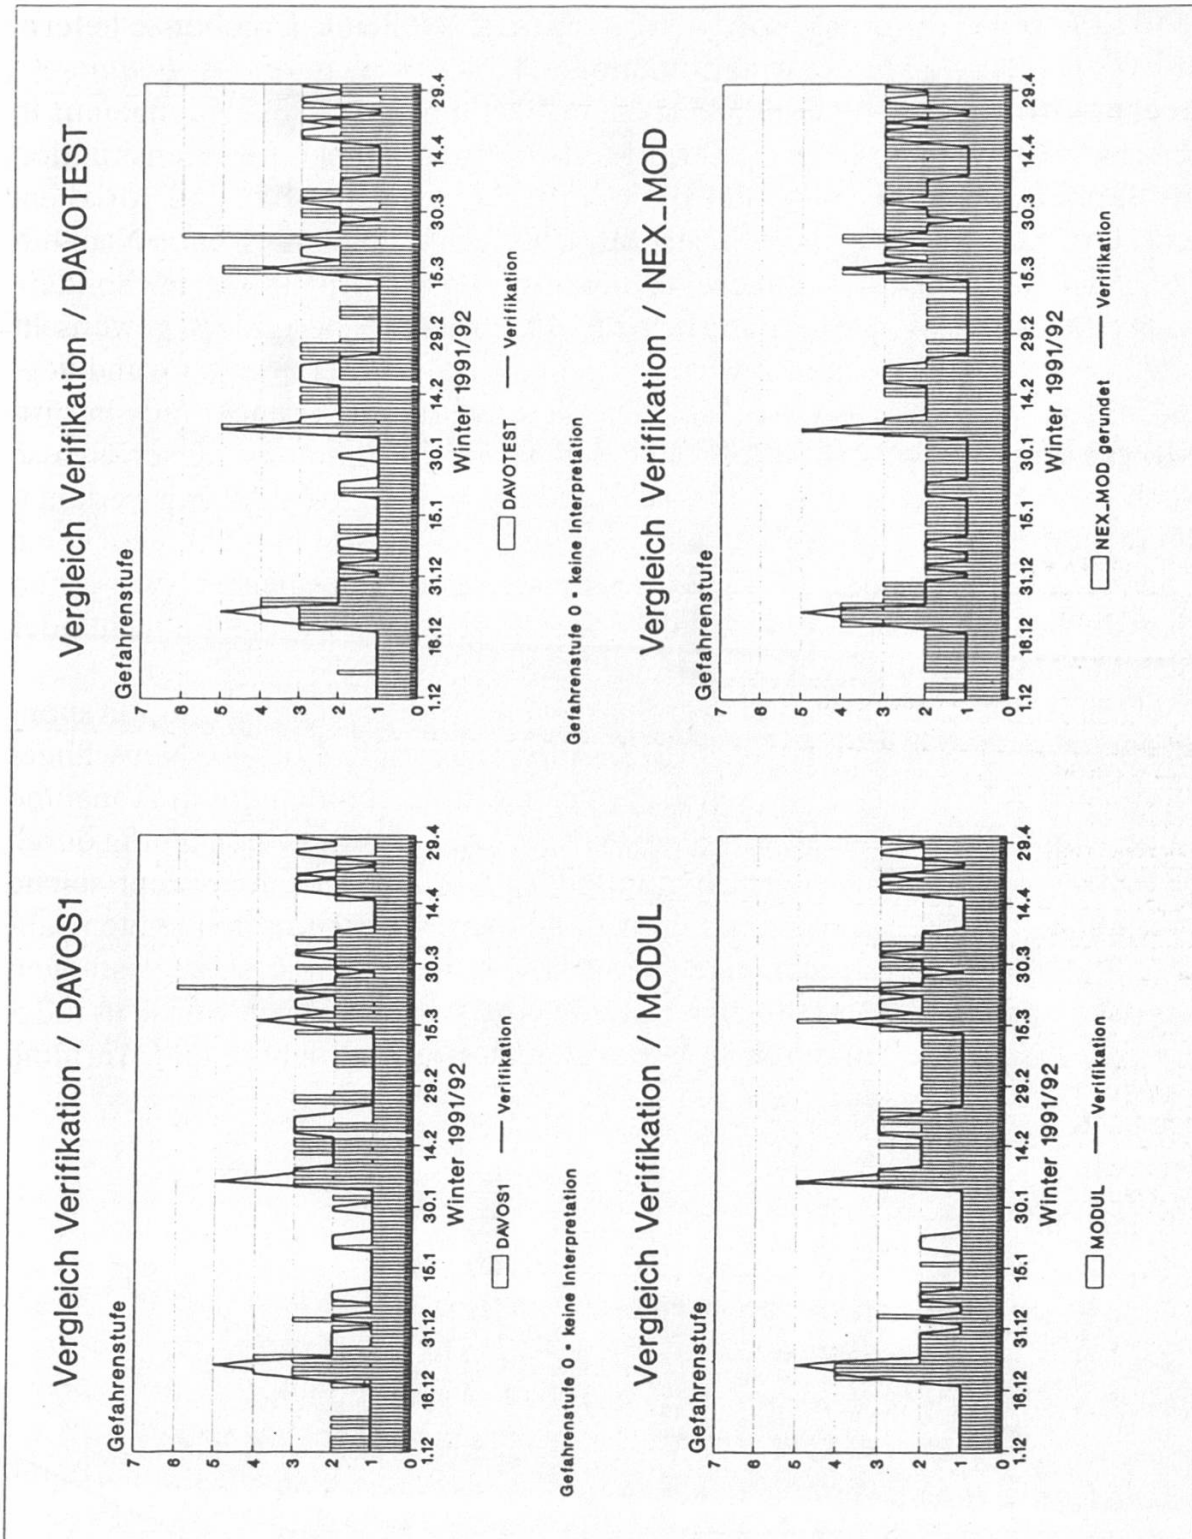 Vergleich Verifikation / DAVOS1
Gefahrenstufe
7
6
5
4
3
2
1
0
1.12 16.12 31.12 15.1 30.1 14.2 29.2 15.3 30.3 14.4 29.4
Winter 1991/92
DAVOS1 Verifikation
Gefahrenstufe 0 • keine Interpretation
Vergleich Verifikation / DAVOTEST
Gefahrenstufe
7
6
5
4
3
2
1
0
1.12 16.12 31.12 15.1 30.1 14.2 29.2 15.3 30.3 14.4 29.4
Winter 1991/92
DAVOTEST Verifikation
Gefahrenstufe 0 • keine Interpretation
Vergleich Verifikation / MODUL
Gefahrenstufe
7
6
5
4
3
2
1
0
1.12 16.12 31.12 15.1 30.1 14.2 29.2 15.3 30.3 14.4 29.4
Winter 1991/92
MODUL Verifikation
Vergleich Verifikation / NEX_MOD
Gefahrenstufe
7
6
5
4
3
2
1
0
1.12 16.12 31.12 15.1 30.1 14.2 29.2 15.3 30.3 14.4 29.4
Winter 1991/92
NEX_MOD gerundet Verifikation